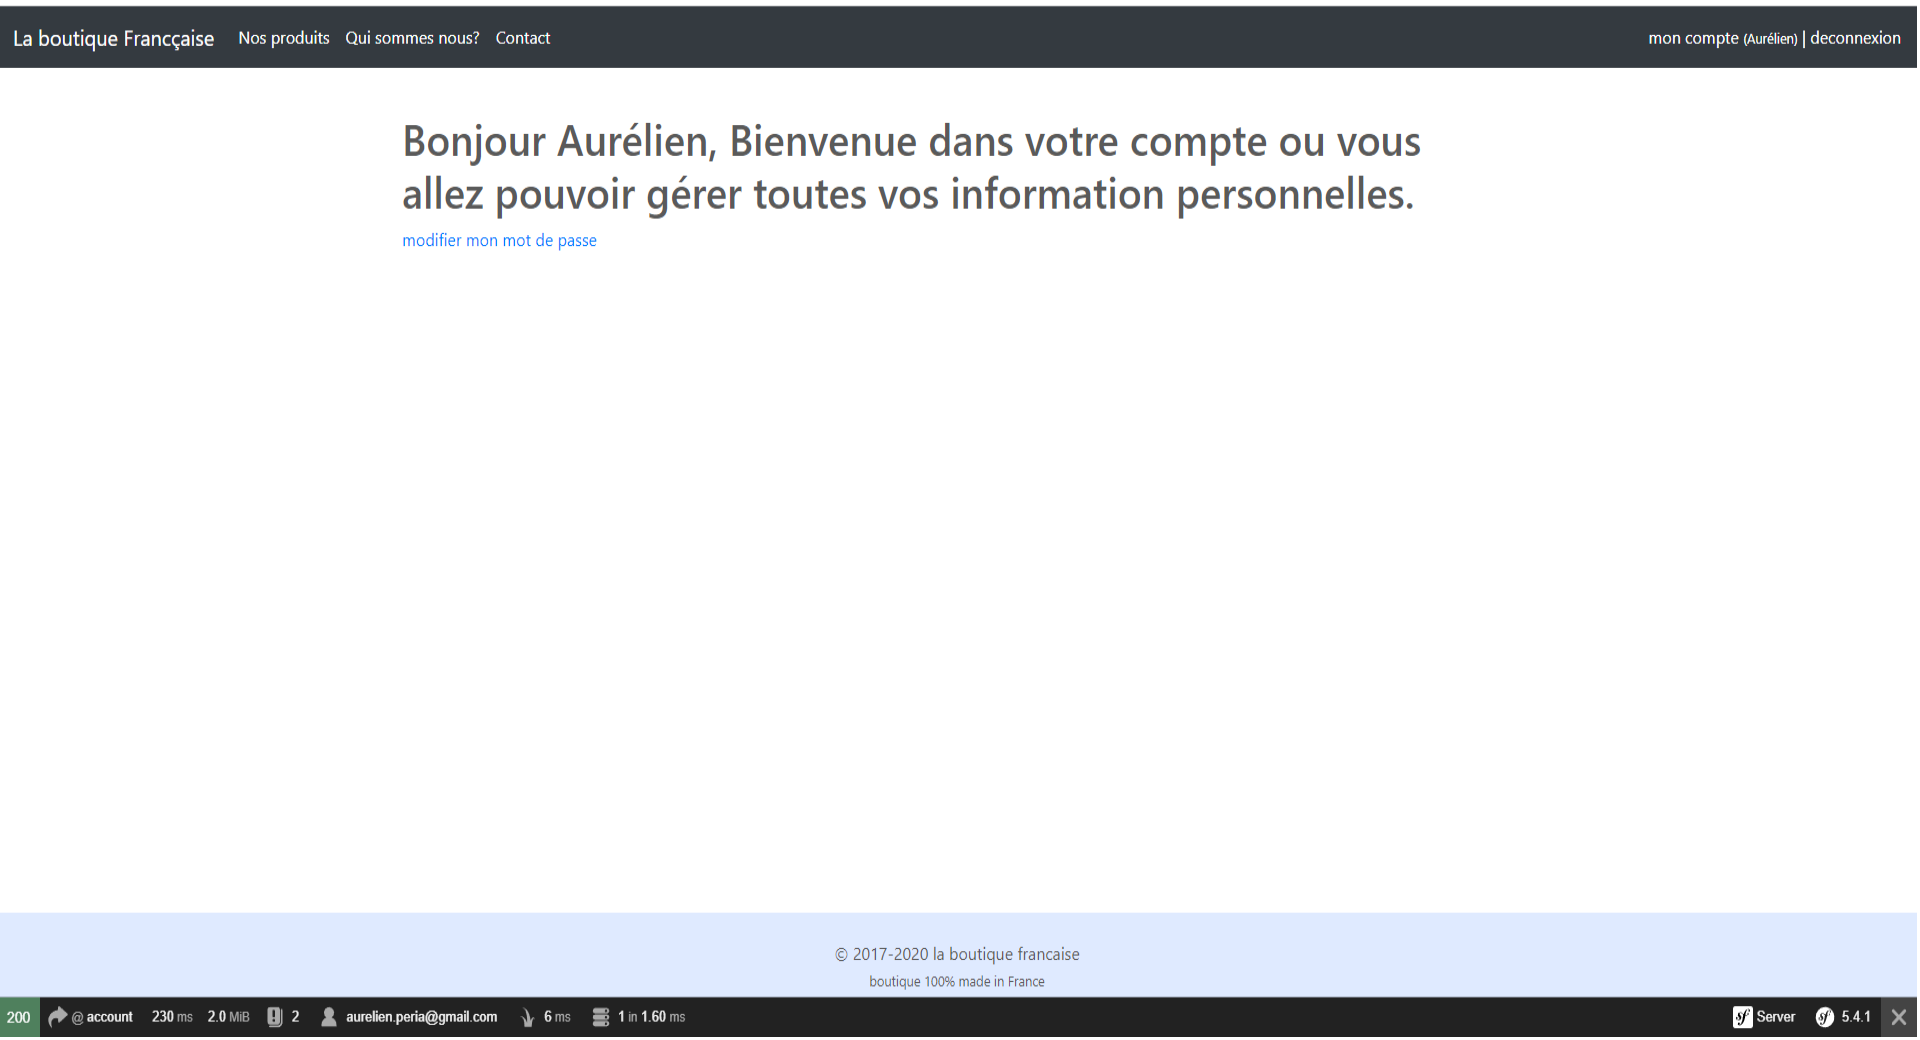 La boutique Francçaise Nos produits Qui sommes nous? Contact mon compte (Aurélien) | deconnexion
Bonjour Aurélien, Bienvenue dans votre compte ou vous
allez pouvoir gérer toutes vos information personnelles.
modifier mon mot de passe
© 2017-2020 la boutique francaise
boutique 100% made in France
200 @ account 230 ms 2.0 MiB 2 aurelien.peria@gmail.com 6 ms 1 in 1.60 ms sf Server sf 5.4.1